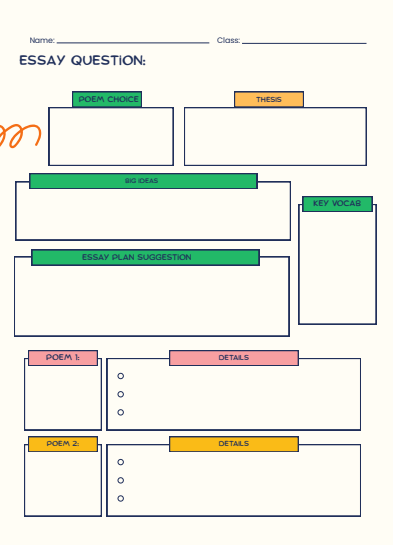 Name: Class:
ESSAY QUESTION:
POEM CHOICE
THESIS
BIG IDEAS
KEY VOCAB
ESSAY PLAN SUGGESTION
POEM 1:
DETAILS
POEM 2:
DETAILS